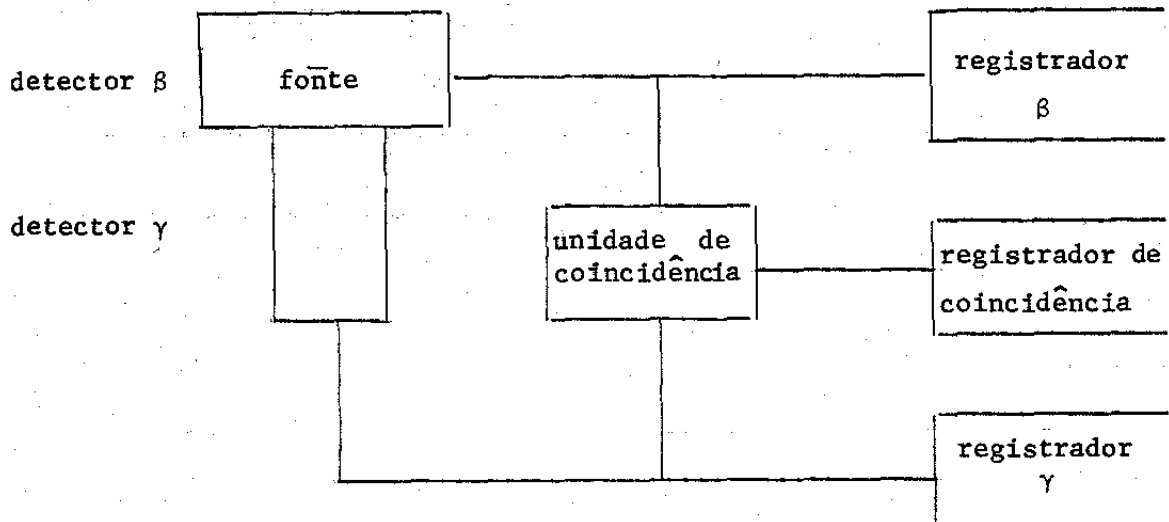 detector β
fonte
registrador
β
detector γ
unidade de
coincidência
registrador de
coincidência
registrador
γ